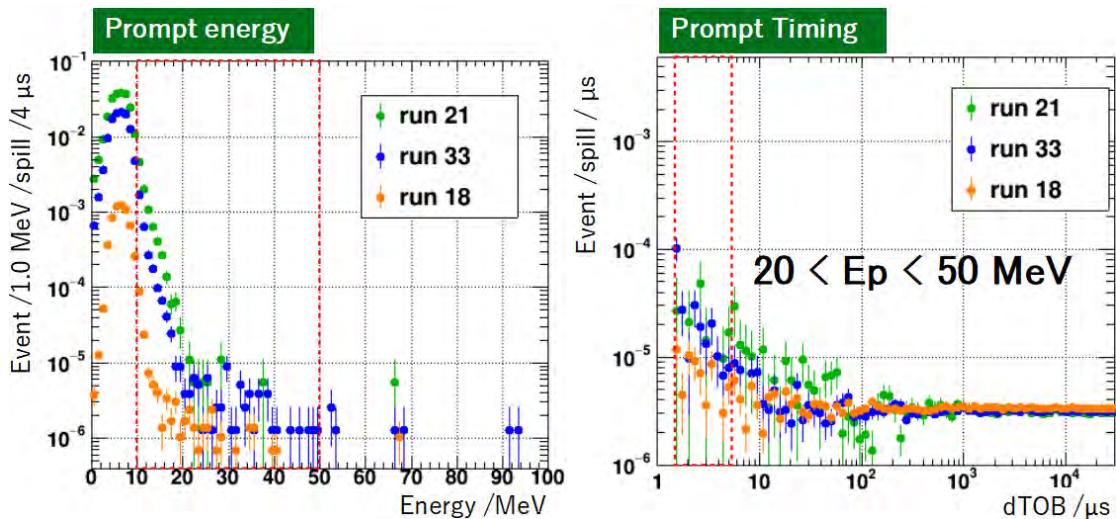 Prompt energy
Event /1.0 MeV /spill /4 μs
10⁻¹
10⁻²
10⁻³
10⁻⁴
10⁻⁵
10⁻⁶
run 21
run 33
run 18
0 10 20 30 40 50 60 70 80 90 100
Energy /MeV
Prompt Timing
Event /spill / μs
10⁻³
10⁻⁴
10⁻⁵
10⁻⁶
run 21
run 33
run 18
20 < Ep < 50 MeV
1 10 10² 10³ 10⁴
dTOB / μs